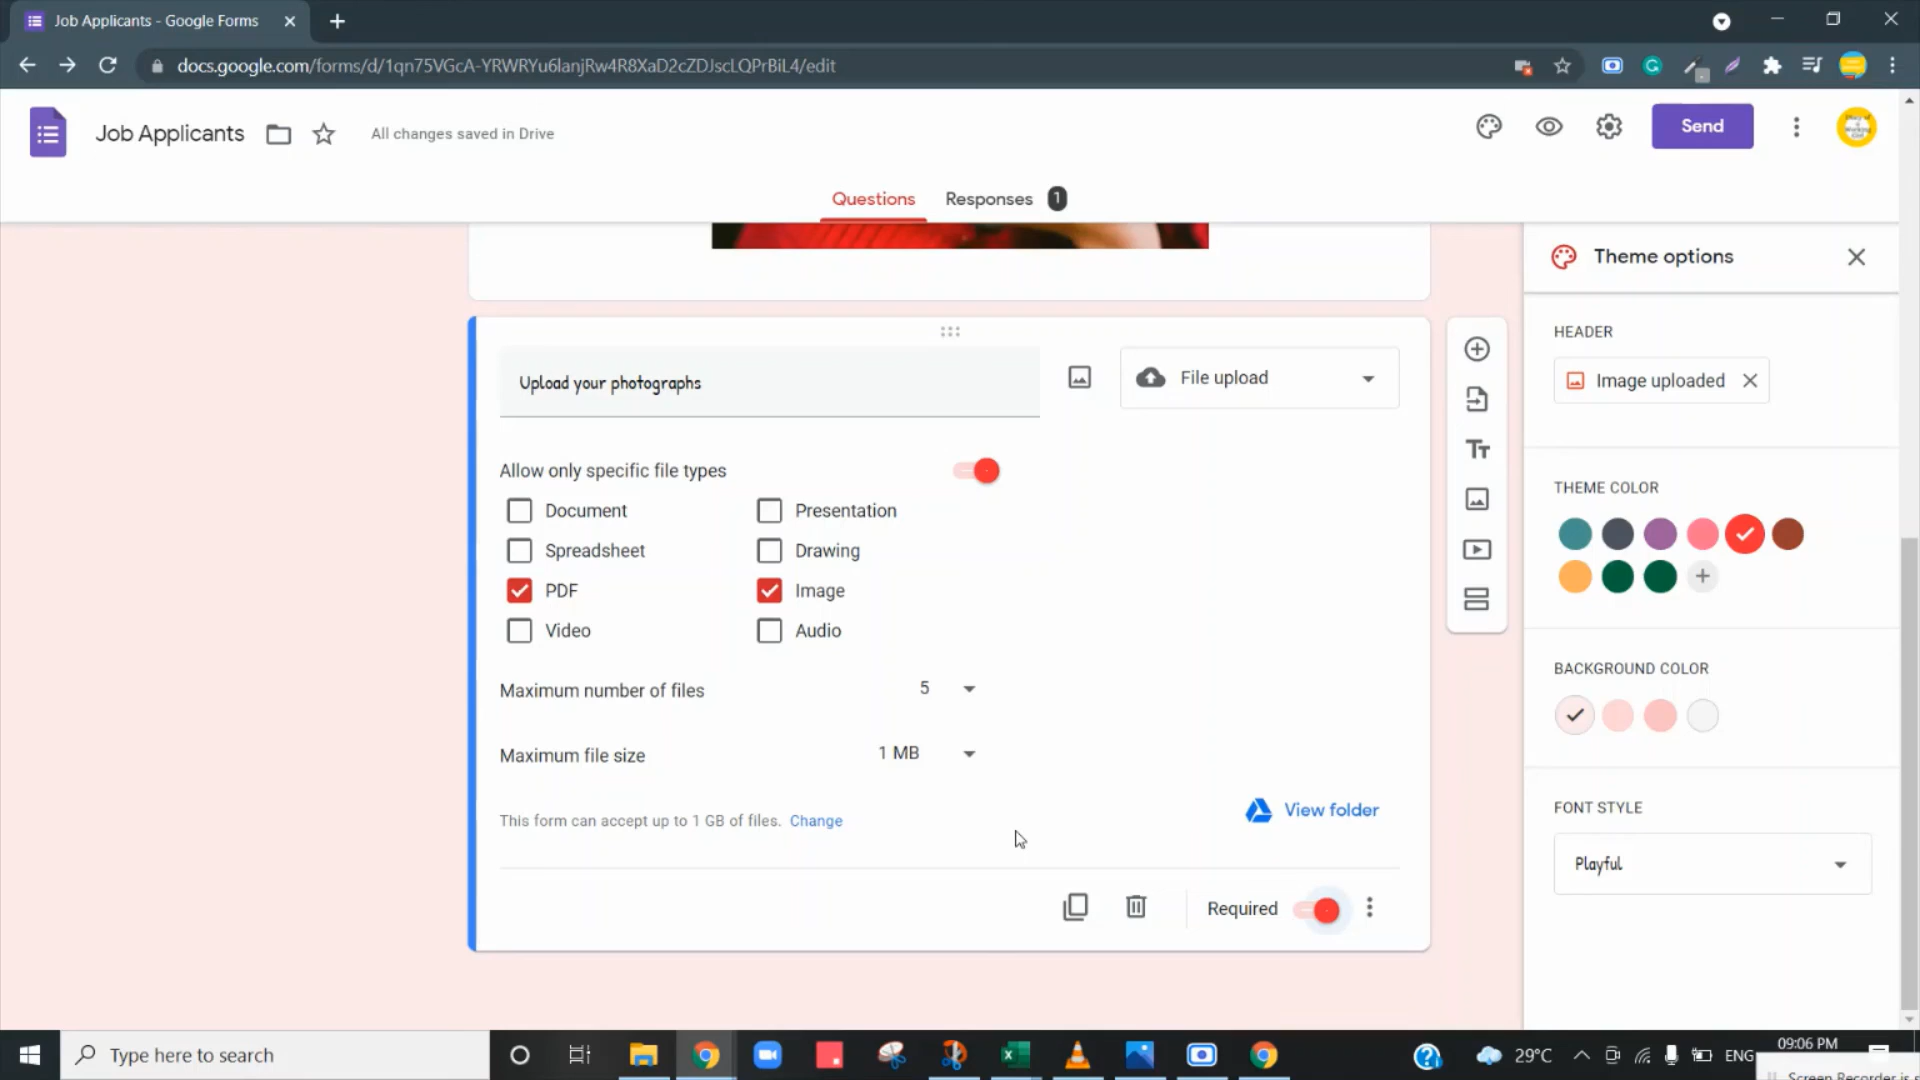 Job Applicants - Google Forms
docs.google.com/forms/d/1qn75VGcA-YRWRYu6lanjRw4R8XaD2cZDJscLQPrBiL4/edit
Job Applicants
All changes saved in Drive
Send
Questions
Responses 1
Theme options
Upload your photographs
File upload
HEADER
Image uploaded
Allow only specific file types
Document
Presentation
Spreadsheet
Drawing
PDF
Image
Video
Audio
THEME COLOR
Maximum number of files 5
Maximum file size 1 MB
BACKGROUND COLOR
This form can accept up to 1 GB of files. Change
View folder
FONT STYLE
Playful
Required
Type here to search
29°C
ENG
09:06 PM